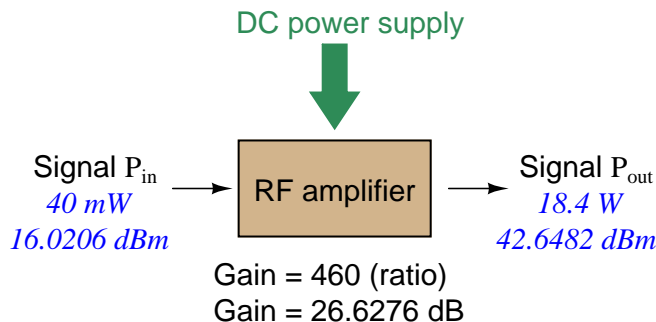 DC power supply
Signal Pin
40 mW
16.0206 dBm
RF amplifier
Signal Pout
18.4 W
42.6482 dBm
Gain = 460 (ratio)
Gain = 26.6276 dB